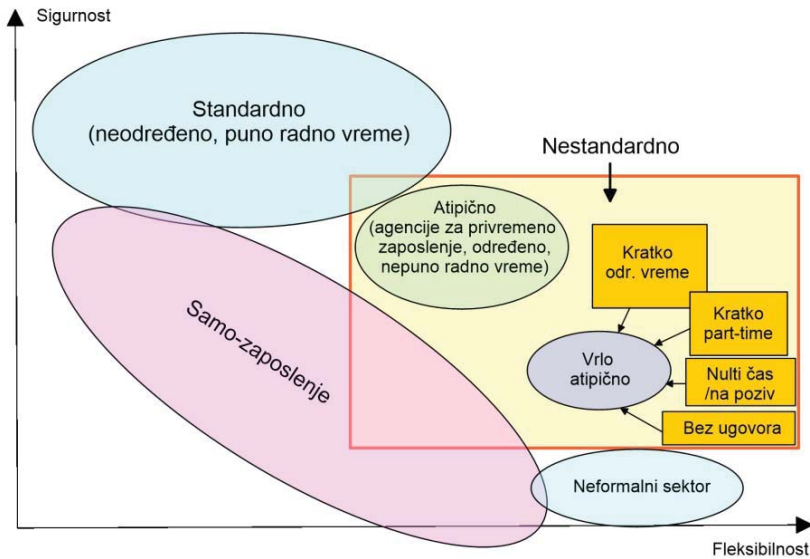 Sigurnost
Standardno
(neodređeno, puno radno vreme)
Nestandardno
Atipično
(agencije za privremeno
zaposlenje, određeno,
nepuno radno vreme)
Kratko
odr. vreme
Kratko
part-time
Samo-zaposlenje
Vrlo
atipično
Nulti čas
/na poziv
Bez ugovora
Neformalni sektor
Fleksibilnost